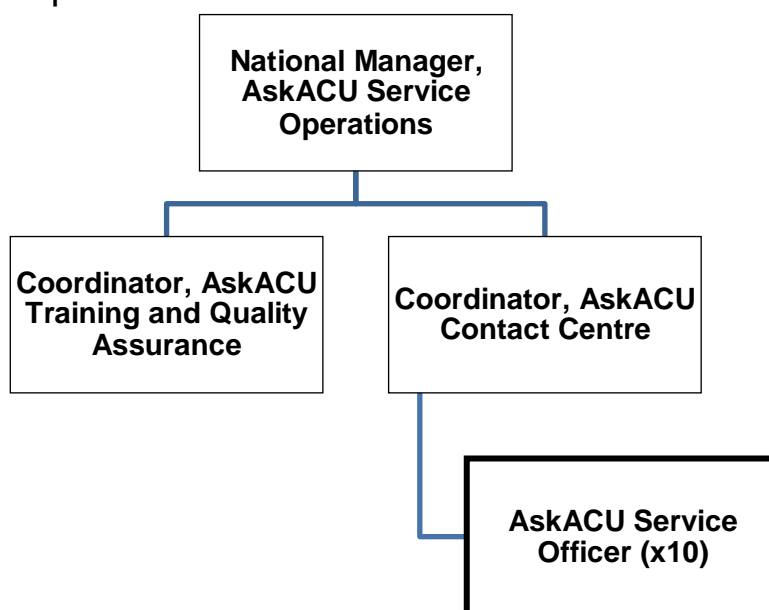 National Manager,
AskACU Service
Operations
Coordinator, AskACU
Training and Quality
Assurance
Coordinator, AskACU
Contact Centre
AskACU Service
Officer (x10)